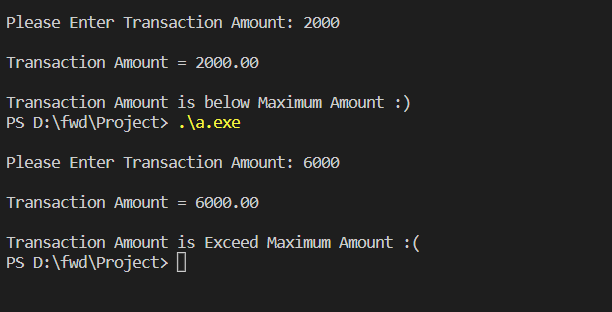 Please Enter Transaction Amount: 2000
Transaction Amount = 2000.00
Transaction Amount is below Maximum Amount :)
PS D:\fwd\Project> .\a.exe
Please Enter Transaction Amount: 6000
Transaction Amount = 6000.00
Transaction Amount is Exceed Maximum Amount :(
PS D:\fwd\Project>